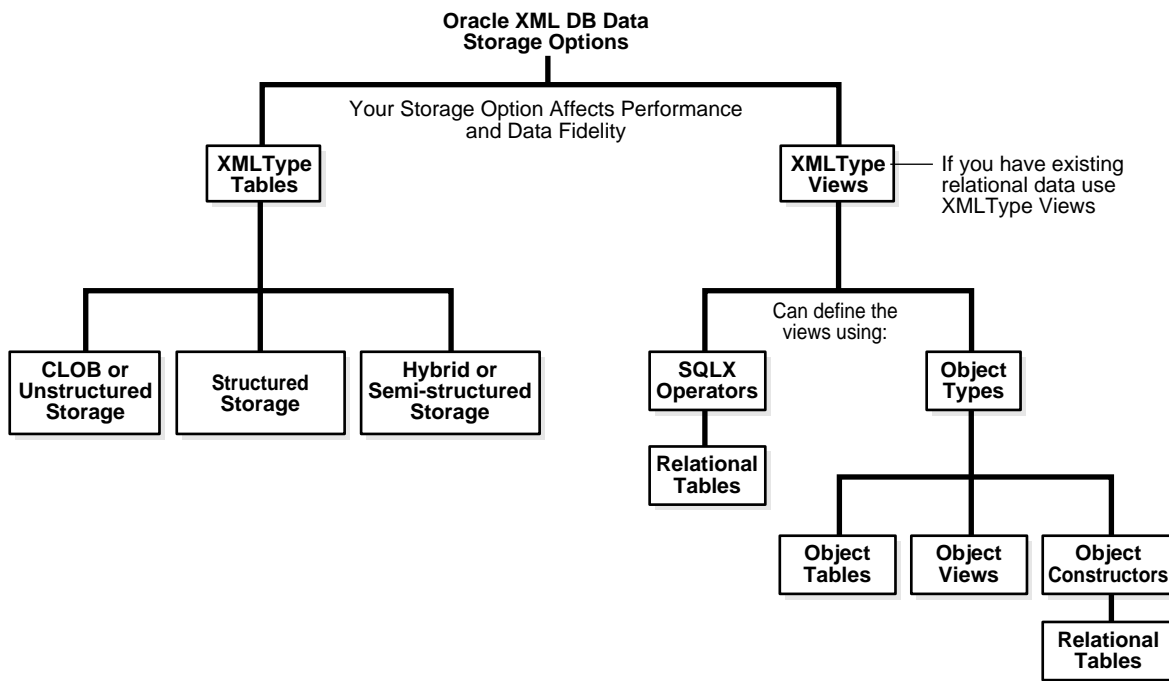 Oracle XML DB Data
Storage Options
Your Storage Option Affects Performance
and Data Fidelity
XMLType
Tables
XMLType
Views
If you have existing
relational data use
XMLType Views
CLOB or
Unstructured
Storage
Structured
Storage
Hybrid or
Semi-structured
Storage
Can define the
views using:
SQLX
Operators
Object
Types
Relational
Tables
Object
Tables
Object
Views
Object
Constructors
Relational
Tables